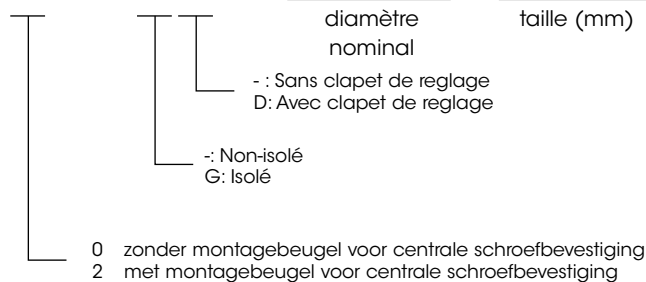 diamètre taille (mm)
nominal
- : Sans clapet de reglage
D: Avec clapet de reglage
-: Non-isolé
G: Isolé
0 zonder montagebeugel voor centrale schroefbevestiging
2 met montagebeugel voor centrale schroefbevestiging